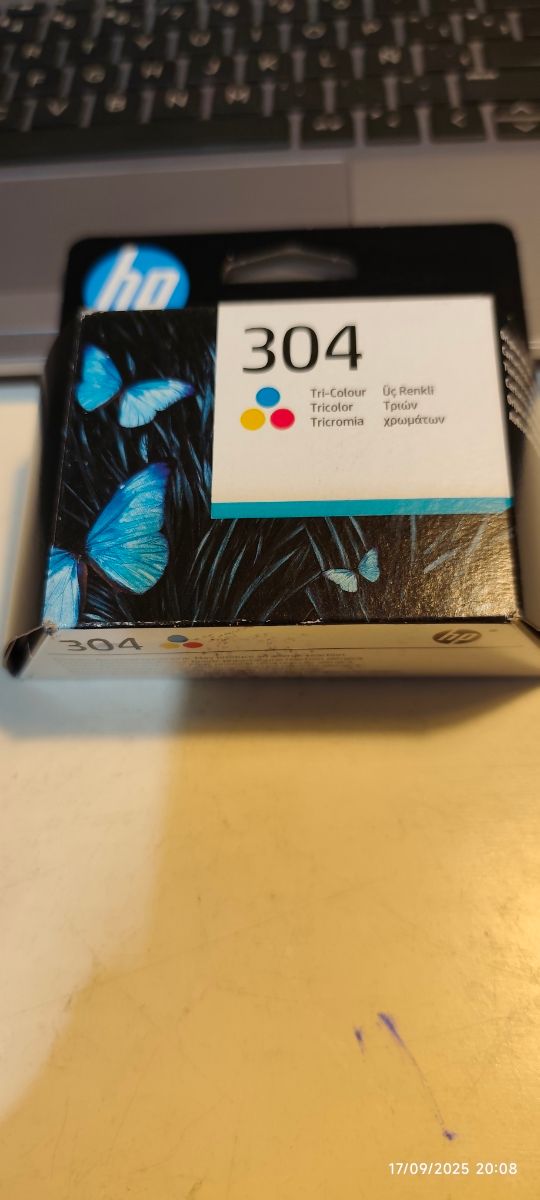 hp
304
Tri-Colour Üç Renkli
Tricolor Τριών
Tricromia χρωμάτων
304
hp
17/09/2025 20:08